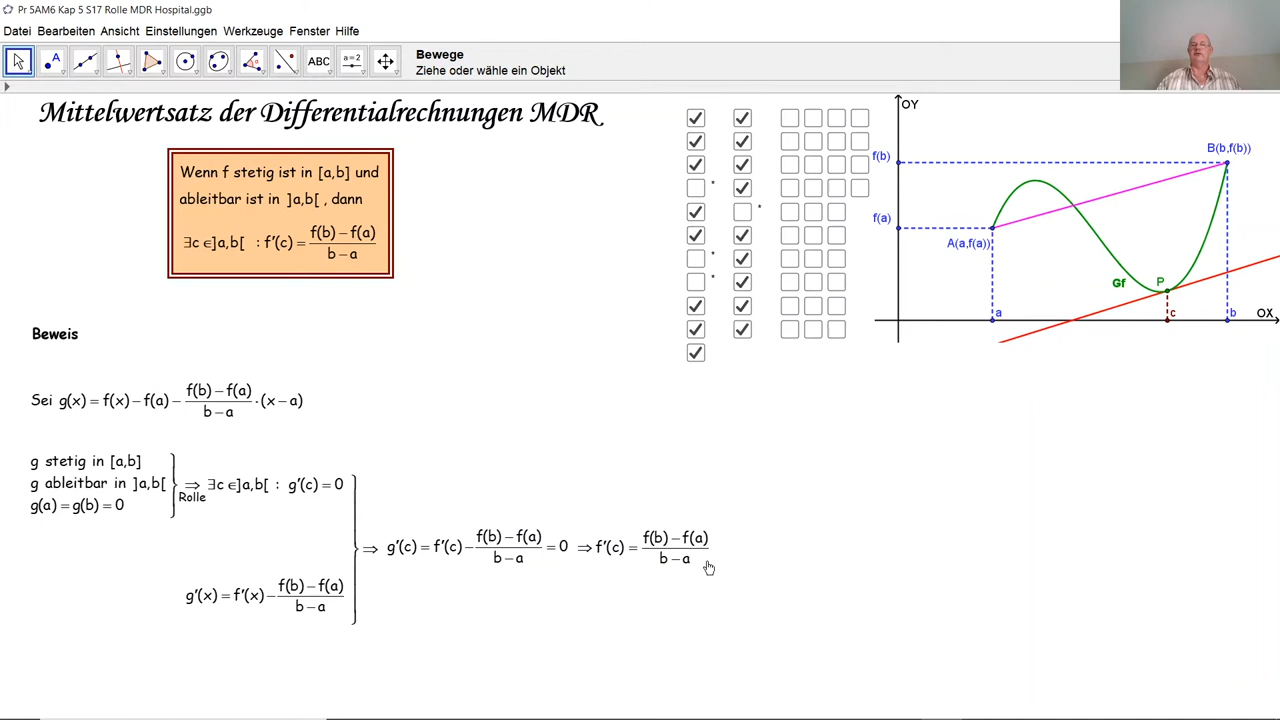 Pr 5AM6 Kap 5 S17 Rolle MDR Hospital.ggb
Datei Bearbeiten Ansicht Einstellungen Werkzeuge Fenster Hilfe
A ABC a=2
Bewege
Ziehe oder wähle ein Objekt
Mittelwertsatz der Differentialrechnungen MDR
Wenn f stetig ist in [a,b] und
ableitbar ist in ]a,b[ , dann
∃c ∈]a,b[ : f'(c) = (f(b) − f(a))/(b − a)
OY
f(b)
B(b,f(b))
f(a)
A(a,f(a))
Gf
P
a
c
b
OX
Beweis
Sei g(x) = f(x) − f(a) − (f(b) − f(a))/(b − a) · (x − a)
g stetig in [a,b]
g ableitbar in ]a,b[ ⇒ ∃c ∈]a,b[ : g'(c) = 0
Rolle
g(a) = g(b) = 0
⇒ g'(c) = f'(c) − (f(b) − f(a))/(b − a) = 0 ⇒ f'(c) = (f(b) − f(a))/(b − a)
g'(x) = f'(x) − (f(b) − f(a))/(b − a)